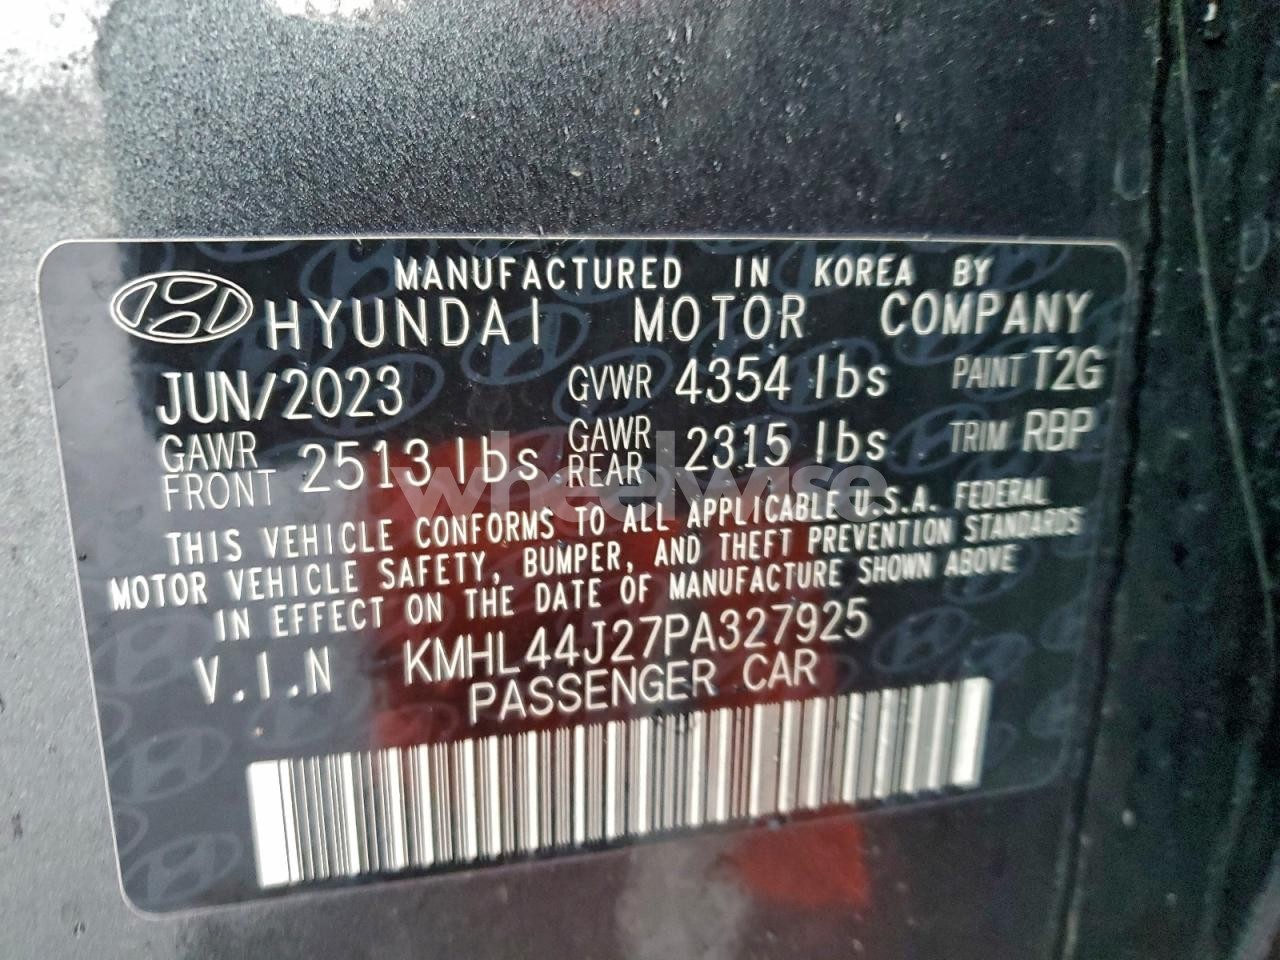 MANUFACTURED IN KOREA BY
HYUNDAI MOTOR COMPANY
JUN/2023 GVWR 4354 lbs PAINT T2G
GAWR FRONT 2513 lbs GAWR REAR 2315 lbs TRIM RBP
wheelwise
THIS VEHICLE CONFORMS TO ALL APPLICABLE U.S.A. FEDERAL
MOTOR VEHICLE SAFETY, BUMPER, AND THEFT PREVENTION STANDARDS
IN EFFECT ON THE DATE OF MANUFACTURE SHOWN ABOVE
V.I.N KMHL44J27PA327925
PASSENGER CAR